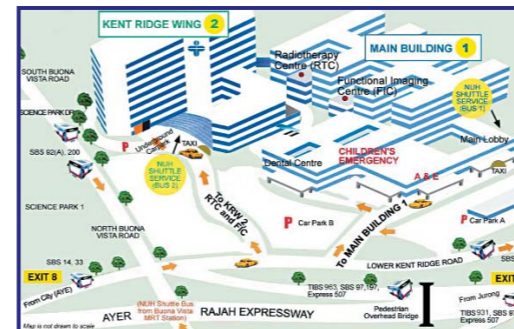 KENT RIDGE WING 2
MAIN BUILDING 1
Radiotherapy
Centre (RTC)
Functional Imaging
Centre (FIC)
SOUTH BUONA
VISTA ROAD
NUH
SHUTTLE
SERVICE
(BUS 1)
SCIENCE PARK DR
P
Underground
Carpark
TAXI
Main Lobby
SBS 92(A), 200
NUH
SHUTTLE
SERVICE
(BUS 2)
Dental Centre
CHILDREN'S
EMERGENCY
A & E
TAXI
SCIENCE PARK 1
To KRW 2
RTC and FIC
P Car Park B
To MAIN BUILDING 1
P
Car Park A
NORTH BUONA
VISTA ROAD
SBS 14, 33
LOWER KENT RIDGE ROAD
SBS
EXIT 8
EXIT
From City (AYE)
TIBS 963, SBS 97,197,
Express 507
From Jurong
(NUH Shuttle Bus
from Buona Vista
MRT Station)
AYER RAJAH EXPRESSWAY
Pedestrian
Overhead Bridge
TIBS 931, SBS
Express
Map is not drawn to scale